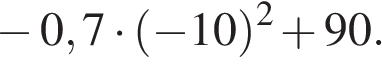 − 0,7 · (−10)² + 90.